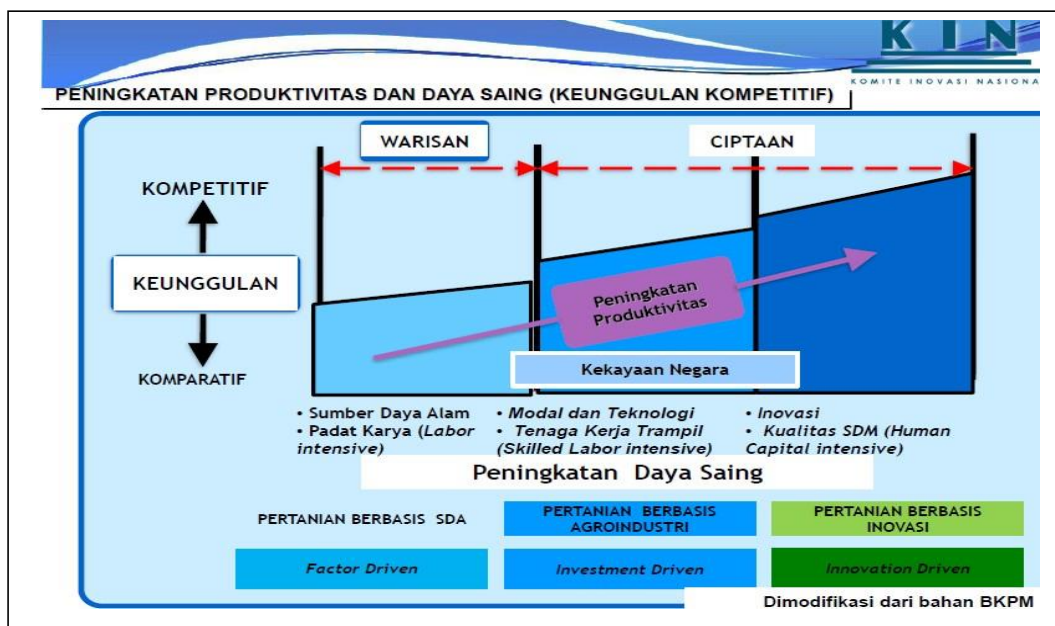 K I N
KOMITE INOVASI NASIONA
PENINGKATAN PRODUKTIVITAS DAN DAYA SAING (KEUNGGULAN KOMPETITIF)
WARISAN
CIPTAAN
KOMPETITIF
KEUNGGULAN
KOMPARATIF
Peningkatan
Produktivitas
Kekayaan Negara
• Sumber Daya Alam
• Padat Karya (Labor
intensive)
• Modal dan Teknologi
• Tenaga Kerja Trampil
(Skilled Labor intensive)
• Inovasi
• Kualitas SDM (Human
Capital intensive)
Peningkatan Daya Saing
PERTANIAN BERBASIS SDA
PERTANIAN BERBASIS
AGROINDUSTRI
PERTANIAN BERBASIS
INOVASI
Factor Driven
Investment Driven
Innovation Driven
Dimodifikasi dari bahan BKPM